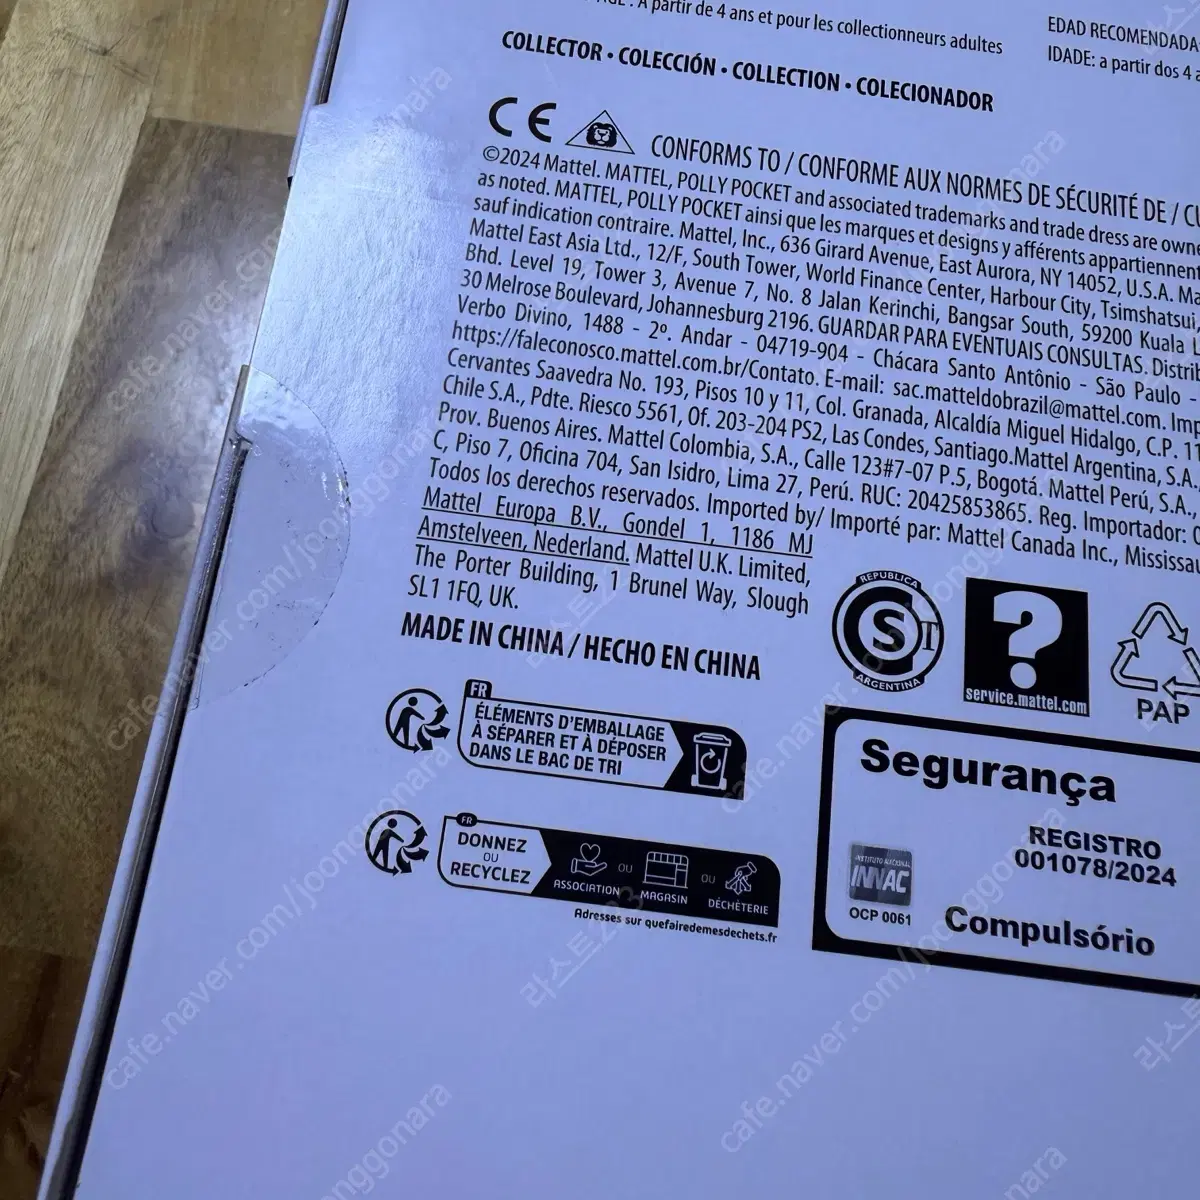 A partir de 4 ans et pour les collectionneurs adultes
EDAD RECOMENDADA
IDADE: a partir dos 4
COLLECTOR • COLECCIÓN • COLLECTION • COLECIONADOR
CE
CONFORMS TO / CONFORME AUX NORMES DE SÉCURITÉ DE /
©2024 Mattel. MATTEL, POLLY POCKET and associated trademarks and trade dress are
as noted. MATTEL, POLLY POCKET ainsi que les marques et designs y afférents
sauf indication contraire. Mattel, Inc., 636 Girard Avenue, East Aurora, NY 14052, U.S.A.
Mattel East Asia Ltd., 12/F, South Tower, World Finance Center, Harbour City, Tsimshatsui,
Bhd. Level 19, Tower 3, Avenue 7, No. 8 Jalan Kerinchi, Bangsar South, 59200 Kuala
30 Melrose Boulevard, Johannesburg 2196. GUARDAR PARA EVENTUAIS CONSULTAS.
Verbo Divino, 1488 - 2º. Andar - 04719-904 - Chácara Santo Antônio - São Paulo -
https://faleconosco.mattel.com.br/Contato. E-mail: sac.matteldobrazil@mattel.com.
Cervantes Saavedra No. 193, Pisos 10 y 11, Col. Granada, Alcaldía Miguel Hidalgo, C.P.
Chile S.A., Pdte. Riesco 5561, Of. 203-204 PS2, Las Condes, Santiago.Mattel Argentina, S.A.,
Prov. Buenos Aires. Mattel Colombia, S.A., Calle 123#7-07 P.5, Bogotá. Mattel Perú, S.A.,
C, Piso 7, Oficina 704, San Isidro, Lima 27, Perú. RUC: 20425853865. Reg. Importador:
Todos los derechos reservados. Imported by/ Importé par: Mattel Canada Inc.,
Mattel Europa B.V., Gondel 1, 1186 MJ
Amstelveen, Nederland. Mattel U.K. Limited,
The Porter Building, 1 Brunel Way, Slough
SL1 1FQ, UK.
MADE IN CHINA / HECHO EN CHINA
REPUBLICA
S
T
ARGENTINA
?
service.mattel.com
PAP
FR
ÉLÉMENTS D'EMBALLAGE
À SÉPARER ET À DÉPOSER
DANS LE BAC DE TRI
FR
DONNEZ
OU
RECYCLEZ
ASSOCIATION
OU
MAGASIN
OU
DÉCHÈTERIE
Adresses sur quefairedemesdechets.fr
Segurança
REGISTRO
001078/2024
INSTITUTO NACIONAL
INNAC
OCP 0061
Compulsório
cafe.naver.com/joonggonara
라스트223